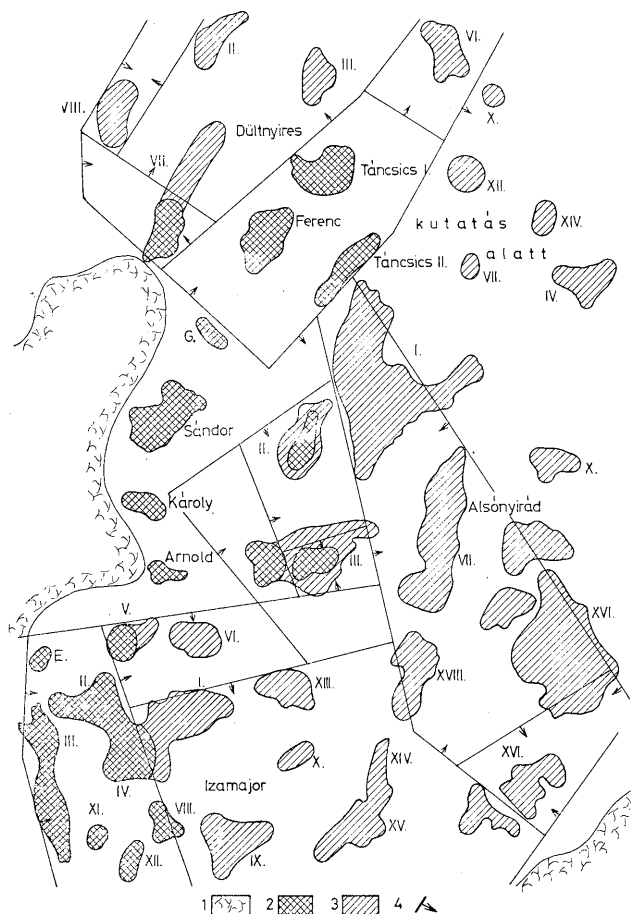 II.
III.
VI.
VIII.
X.
Dültnyires
VII.
Táncsics I.
XII.
Ferenc
kutatás
XIV.
alatt
Táncsics II.
VII.
IV.
G.
I.
Sándor
II.
X.
Károly
Alsónyirád
Arnold
III.
VII.
V.
VI.
XVI.
E.
II.
I.
XIII.
XVIII.
III.
X.
XIV.
XVI.
IV.
Izamajor
XI.
VIII.
XV.
XII.
IX.
1 2 3 4